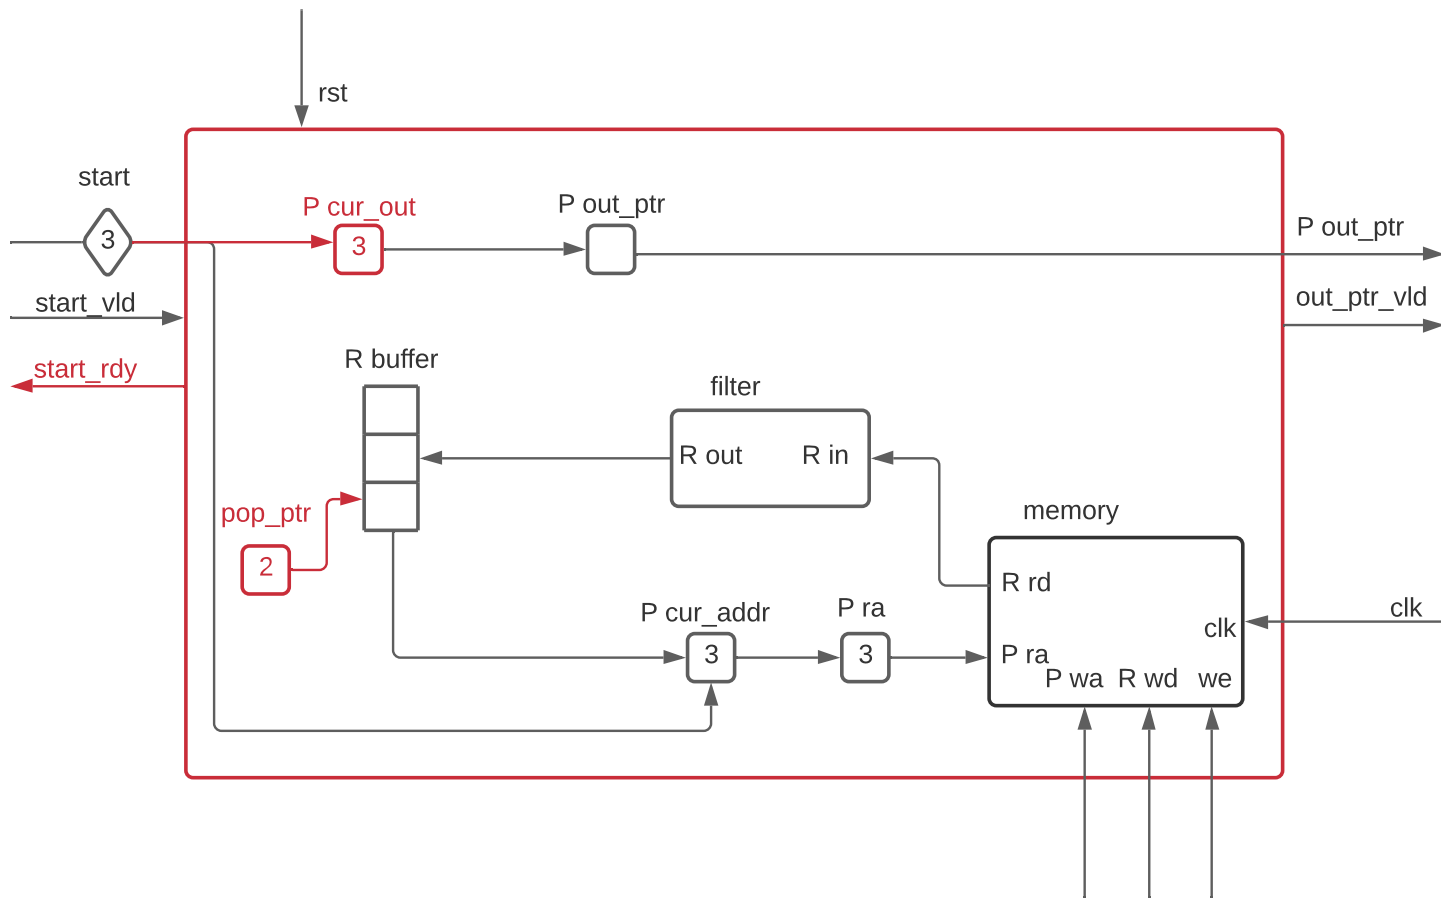 rst
start
3
P cur_out
3
P out_ptr
P out_ptr
start_vld
out_ptr_vld
start_rdy
R buffer
filter
R out
R in
pop_ptr
2
memory
R rd
clk
clk
P cur_addr
3
P ra
3
P ra
P wa
R wd
we